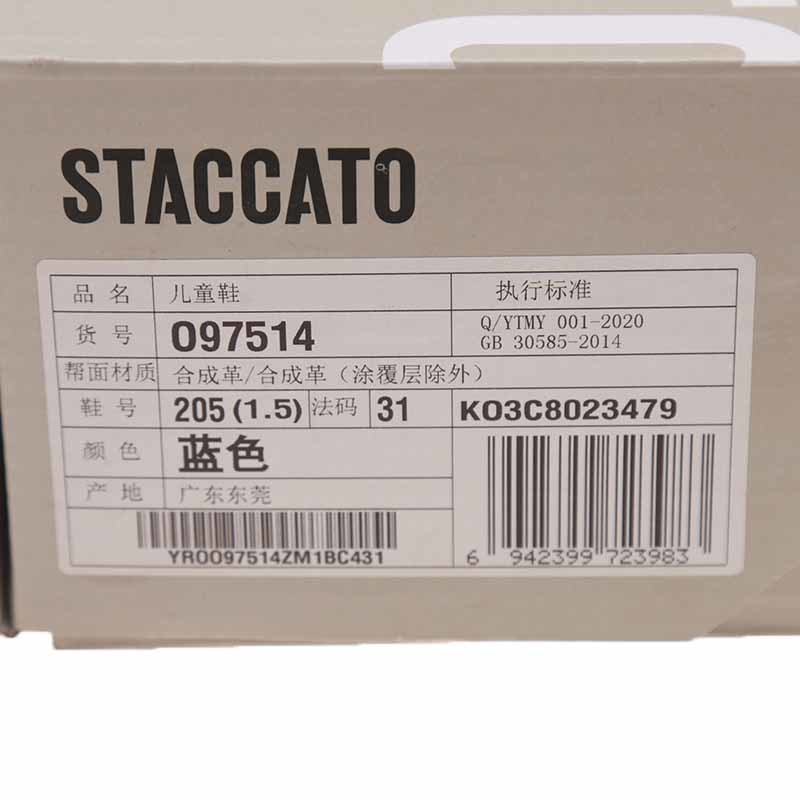 STACCATO
品名 儿童鞋 执行标准
货号 O97514 Q/YTMY 001-2020
GB 30585-2014
帮面材质 合成革/合成革（涂覆层除外）
鞋号 205(1.5) 法码 31 KO3C8023479
颜色 蓝色
产地 广东东莞
YROO97514ZM1BC431
6 942399 723983